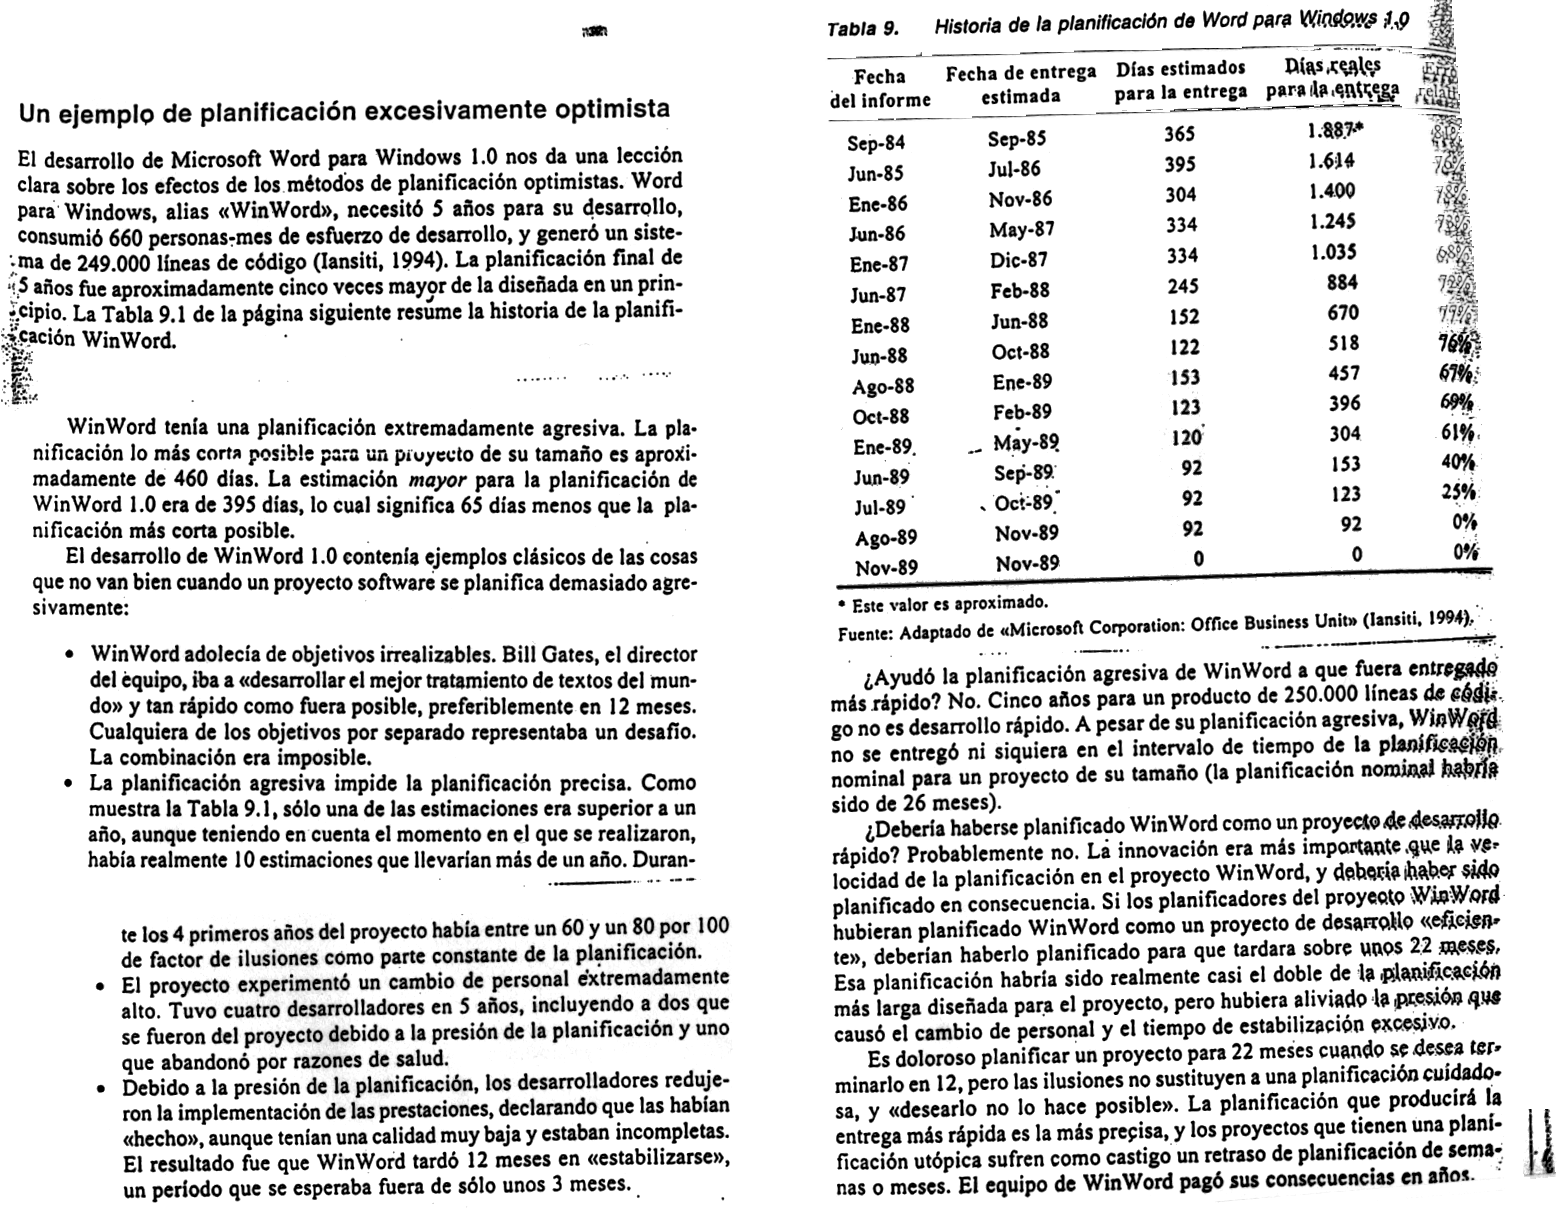 Un ejemplo de planificación excesivamente optimista
El desarrollo de Microsoft Word para Windows 1.0 nos da una lección
clara sobre los efectos de los métodos de planificación optimistas. Word
para Windows, alias «WinWord», necesitó 5 años para su desarrollo,
consumió 660 personas-mes de esfuerzo de desarrollo, y generó un siste-
ma de 249.000 líneas de código (Iansiti, 1994). La planificación final de
5 años fue aproximadamente cinco veces mayor de la diseñada en un prin-
cipio. La Tabla 9.1 de la página siguiente resume la historia de la planifi-
cación WinWord.
WinWord tenía una planificación extremadamente agresiva. La pla-
nificación lo más corta posible para un proyecto de su tamaño es aproxi-
madamente de 460 días. La estimación mayor para la planificación de
WinWord 1.0 era de 395 días, lo cual significa 65 días menos que la pla-
nificación más corta posible.
El desarrollo de WinWord 1.0 contenía ejemplos clásicos de las cosas
que no van bien cuando un proyecto software se planifica demasiado agre-
sivamente:
• WinWord adolecía de objetivos irrealizables. Bill Gates, el director
del equipo, iba a «desarrollar el mejor tratamiento de textos del mun-
do» y tan rápido como fuera posible, preferiblemente en 12 meses.
Cualquiera de los objetivos por separado representaba un desafío.
La combinación era imposible.
• La planificación agresiva impide la planificación precisa. Como
muestra la Tabla 9.1, sólo una de las estimaciones era superior a un
año, aunque teniendo en cuenta el momento en el que se realizaron,
había realmente 10 estimaciones que llevarían más de un año. Duran-
te los 4 primeros años del proyecto había entre un 60 y un 80 por 100
de factor de ilusiones como parte constante de la planificación.
• El proyecto experimentó un cambio de personal extremadamente
alto. Tuvo cuatro desarrolladores en 5 años, incluyendo a dos que
se fueron del proyecto debido a la presión de la planificación y uno
que abandonó por razones de salud.
• Debido a la presión de la planificación, los desarrolladores reduje-
ron la implementación de las prestaciones, declarando que las habían
«hecho», aunque tenían una calidad muy baja y estaban incompletas.
El resultado fue que WinWord tardó 12 meses en «estabilizarse»,
un período que se esperaba fuera de sólo unos 3 meses.
Tabla 9. Historia de la planificación de Word para Windows 1.0
Fecha Fecha de entrega Días estimados Días reales
del informe estimada para la entrega para la entrega
Sep-84 Sep-85 365 1.887*
Jun-85 Jul-86 395 1.614 76%
Ene-86 Nov-86 304 1.400 78%
Jun-86 May-87 334 1.245 73%
Ene-87 Dic-87 334 1.035 68%
Jun-87 Feb-88 245 884 72%
Ene-88 Jun-88 152 670 77%
Jun-88 Oct-88 122 518 76%
Ago-88 Ene-89 153 457 67%
Oct-88 Feb-89 123 396 69%
Ene-89 May-89 120 304 61%
Jun-89 Sep-89 92 153 40%
Jul-89 Oct-89 92 123 25%
Ago-89 Nov-89 92 92 0%
Nov-89 Nov-89 0 0 0%
* Este valor es aproximado.
Fuente: Adaptado de «Microsoft Corporation: Office Business Unit» (Iansiti, 1994).
¿Ayudó la planificación agresiva de WinWord a que fuera entregado
más rápido? No. Cinco años para un producto de 250.000 líneas de códi-
go no es desarrollo rápido. A pesar de su planificación agresiva, WinWord
no se entregó ni siquiera en el intervalo de tiempo de la planificación
nominal para un proyecto de su tamaño (la planificación nominal habría
sido de 26 meses).
¿Debería haberse planificado WinWord como un proyecto de desarrollo
rápido? Probablemente no. La innovación era más importante que la ve-
locidad de la planificación en el proyecto WinWord, y debería haber sido
planificado en consecuencia. Si los planificadores del proyecto WinWord
hubieran planificado WinWord como un proyecto de desarrollo «eficien-
te», deberían haberlo planificado para que tardara sobre unos 22 meses.
Esa planificación habría sido realmente casi el doble de la planificación
más larga diseñada para el proyecto, pero hubiera aliviado la presión que
causó el cambio de personal y el tiempo de estabilización excesivo.
Es doloroso planificar un proyecto para 22 meses cuando se desea ter-
minarlo en 12, pero las ilusiones no sustituyen a una planificación cuidado-
sa, y «desearlo no lo hace posible». La planificación que producirá la
entrega más rápida es la más precisa, y los proyectos que tienen una plani-
ficación utópica sufren como castigo un retraso de planificación de sema-
nas o meses. El equipo de WinWord pagó sus consecuencias en años.